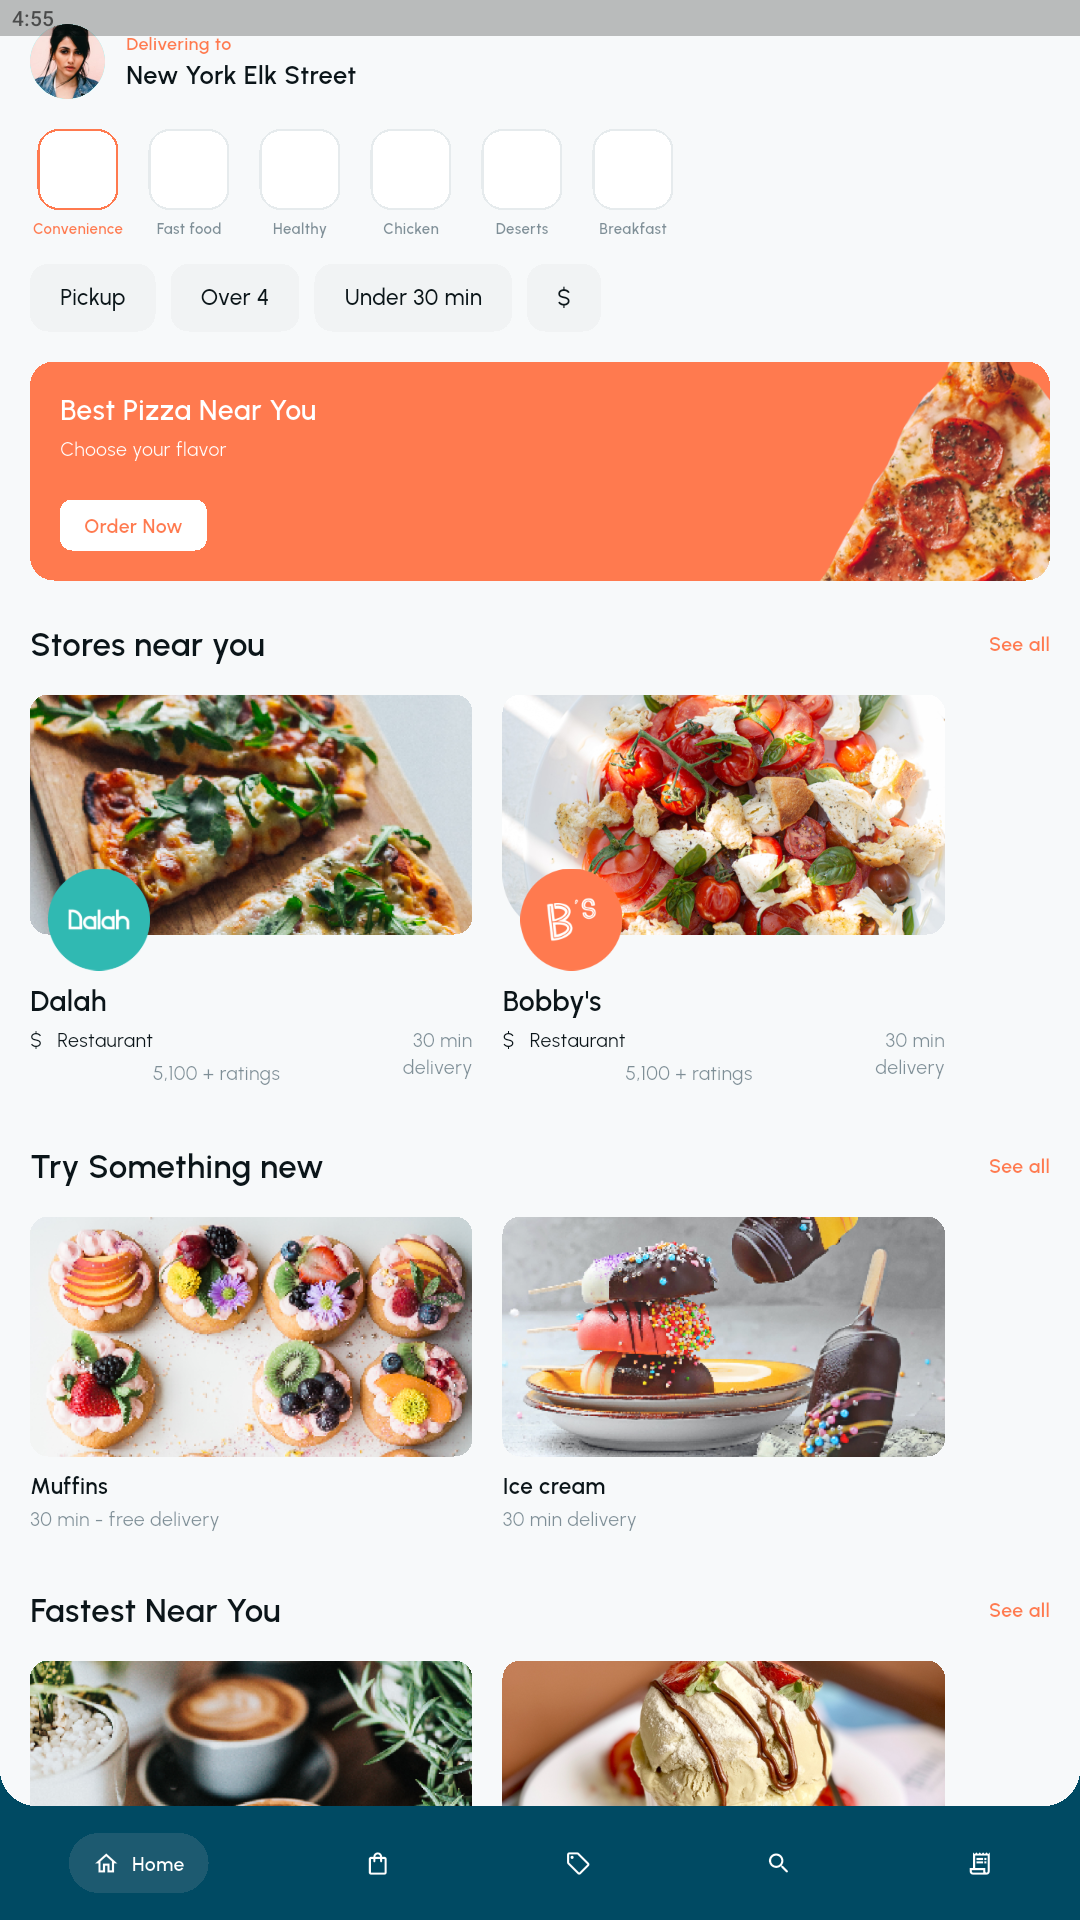 4:55
Delivering to
New York Elk Street
Convenience
Fast food
Healthy
Chicken
Deserts
Breakfast
Pickup
Over 4
Under 30 min
$
Best Pizza Near You
Choose your flavor
Order Now
Stores near you
See all
Dalah
B's
Dalah
$ Restaurant
30 min
delivery
5,100 + ratings
Bobby's
$ Restaurant
30 min
delivery
5,100 + ratings
Try Something new
See all
Muffins
30 min - free delivery
Ice cream
30 min delivery
Fastest Near You
See all
Home